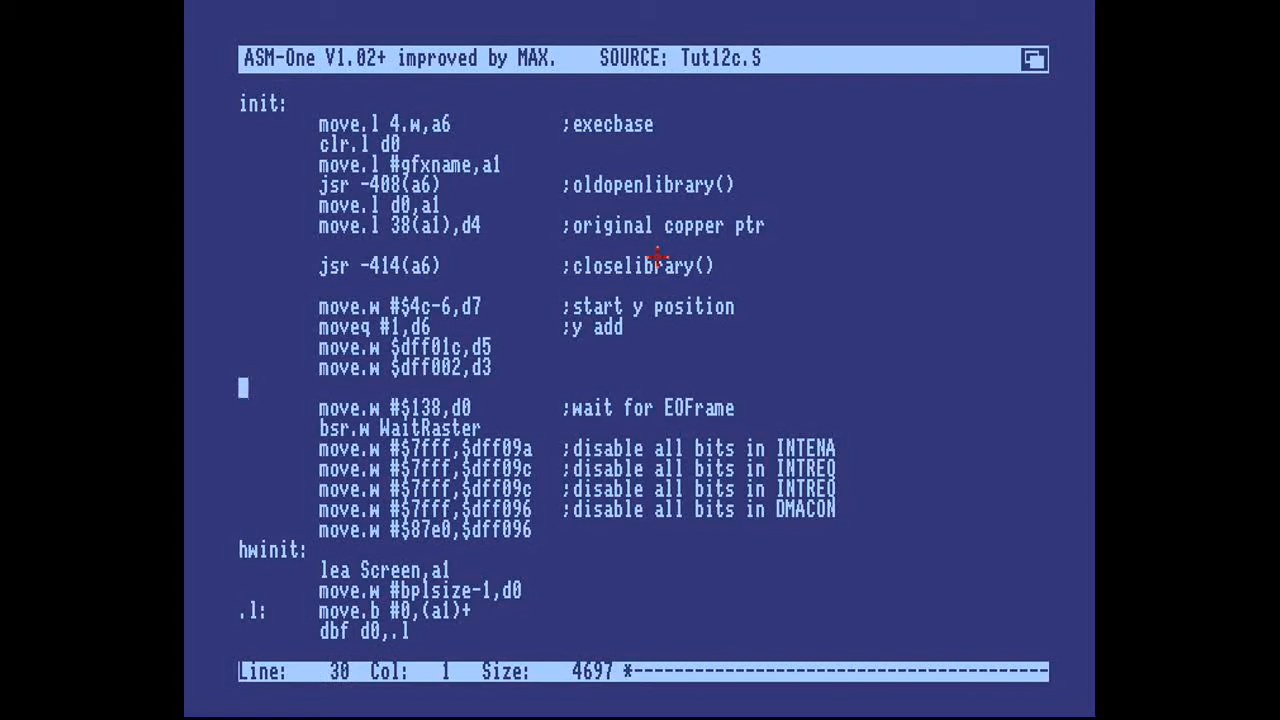 ASM-One V1.02+ improved by MAX.    SOURCE: Tut12c.S
init:
        move.l 4.w,a6           ;execbase
        clr.l d0
        move.l #gfxname,a1
        jsr -408(a6)            ;oldopenlibrary()
        move.l d0,a1
        move.l 38(a1),d4        ;original copper ptr
        jsr -414(a6)            ;closelibrary()
        move.w #$4c-6,d7        ;start y position
        moveq #1,d6             ;y add
        move.w $dff01c,d5
        move.w $dff002,d3
        move.w #$138,d0         ;wait for EOFrame
        bsr.w WaitRaster
        move.w #$7fff,$dff09a   ;disable all bits in INTENA
        move.w #$7fff,$dff09c   ;disable all bits in INTREQ
        move.w #$7fff,$dff09c   ;disable all bits in INTREQ
        move.w #$7fff,$dff096   ;disable all bits in DMACON
        move.w #$87e0,$dff096
hwinit:
        lea Screen,a1
        move.w #bplsize-1,d0
.l:     move.b #0,(a1)+
        dbf d0,.l
Line:    30 Col:   1   Size:    4697 *-----------------------------------------